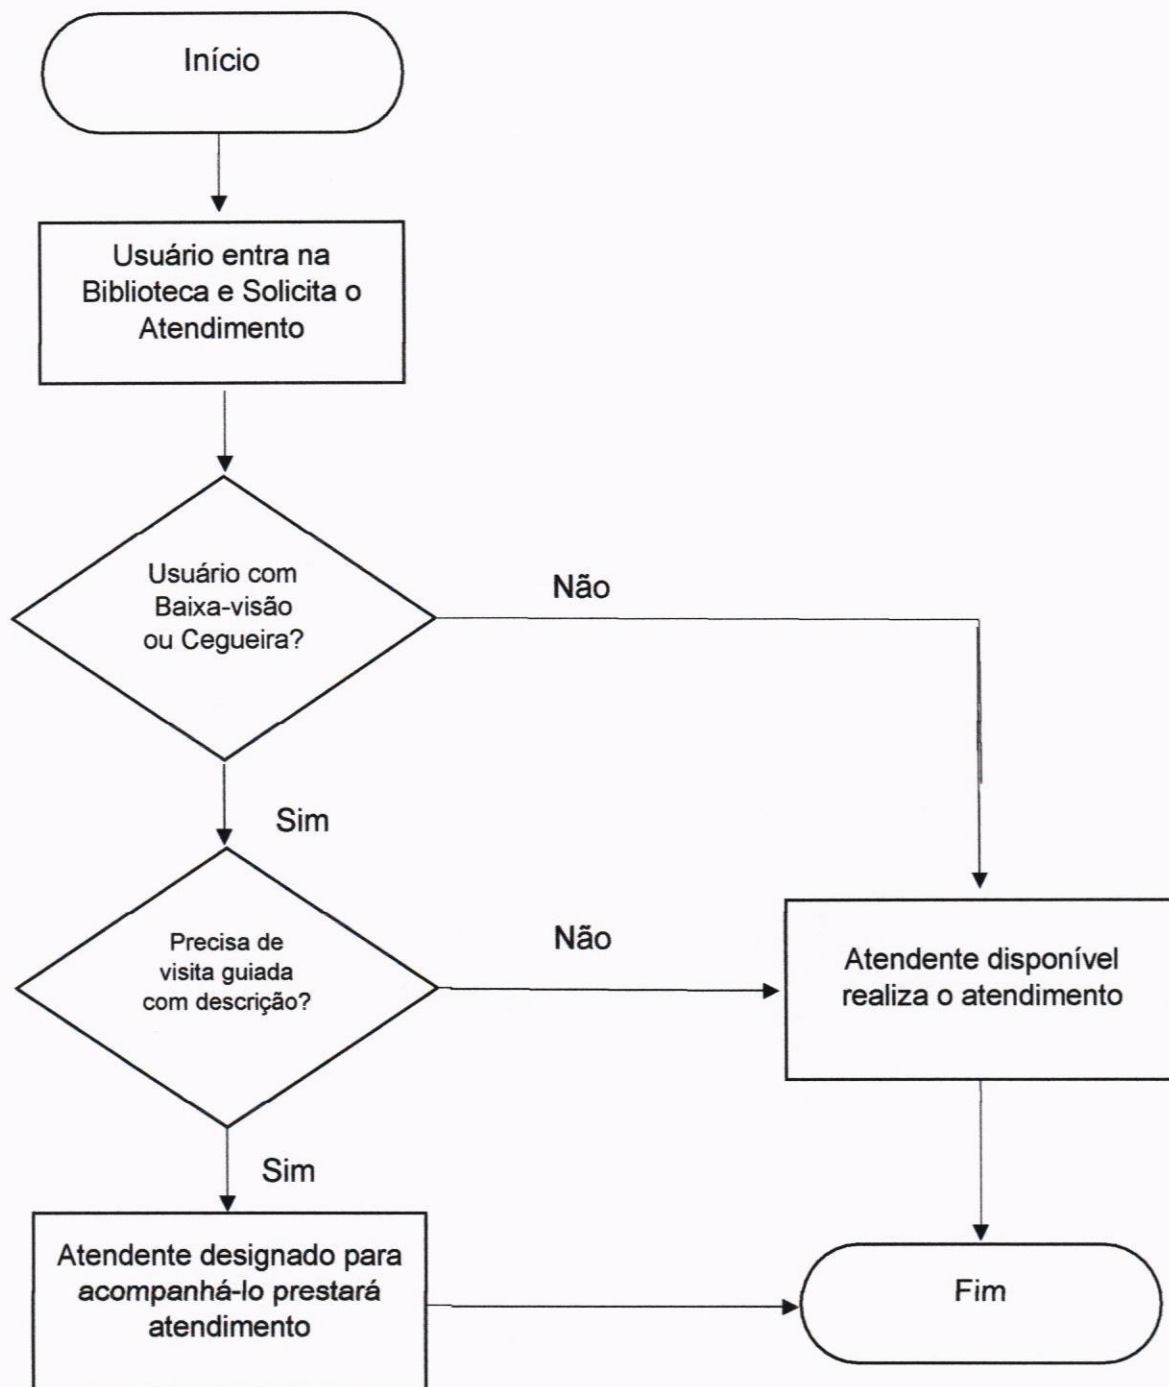 Início
Usuário entra na
Biblioteca e Solicita o
Atendimento
Usuário com
Baixa-visão
ou Cegueira?
Não
Sim
Precisa de
visita guiada
com descrição?
Não
Atendente disponível
realiza o atendimento
Sim
Atendente designado para
acompanhá-lo prestará
atendimento
Fim